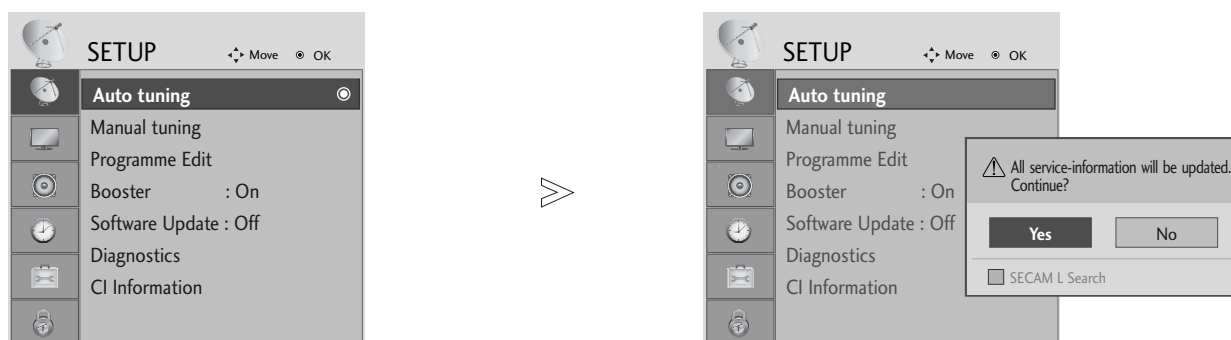 SETUP Move OK
Auto tuning
Manual tuning
Programme Edit
Booster : On
Software Update : Off
Diagnostics
CI Information
SETUP Move OK
Auto tuning
Manual tuning
Programme Edit
Booster : On
Software Update : Off
Diagnostics
CI Information
All service-information will be updated.
Continue?
Yes No
SECAM L Search